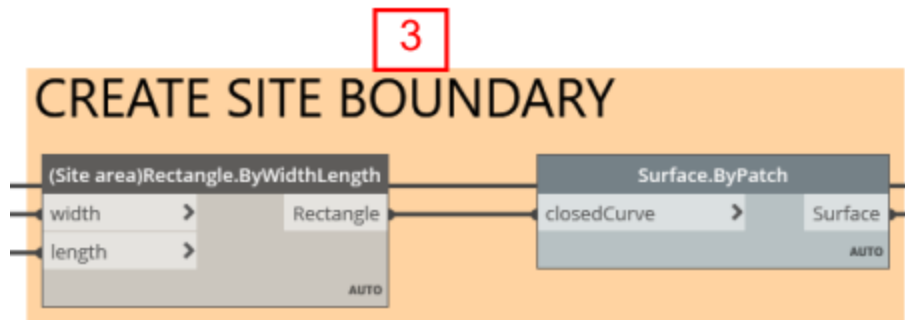 3
CREATE SITE BOUNDARY
(Site area)Rectangle.ByWidthLength
width > Rectangle
length >
AUTO
Surface.ByPatch
closedCurve > Surface
AUTO